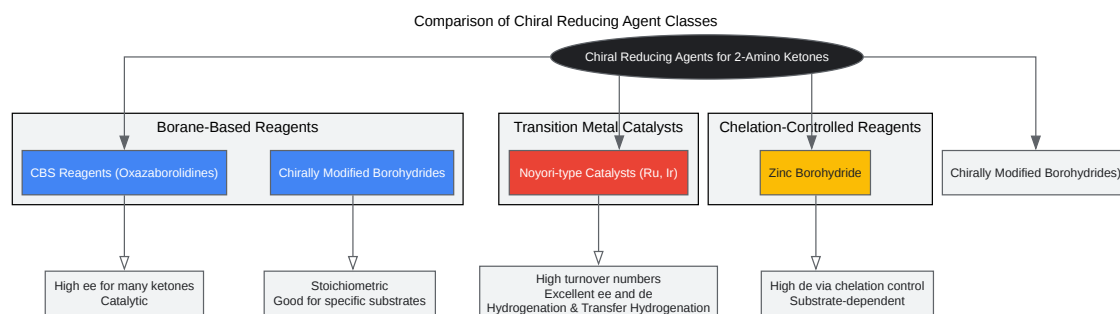 Comparison of Chiral Reducing Agent Classes
Chiral Reducing Agents for 2-Amino Ketones
Borane-Based Reagents
Transition Metal Catalysts
Chelation-Controlled Reagents
CBS Reagents (Oxazaborolidines)
Chirally Modified Borohydrides
Noyori-type Catalysts (Ru, Ir)
Zinc Borohydride
Chirally Modified Borohydrides)
High ee for many ketones
Catalytic
Stoichiometric
Good for specific substrates
High turnover numbers
Excellent ee and de
Hydrogenation & Transfer Hydrogenation
High de via chelation control
Substrate-dependent